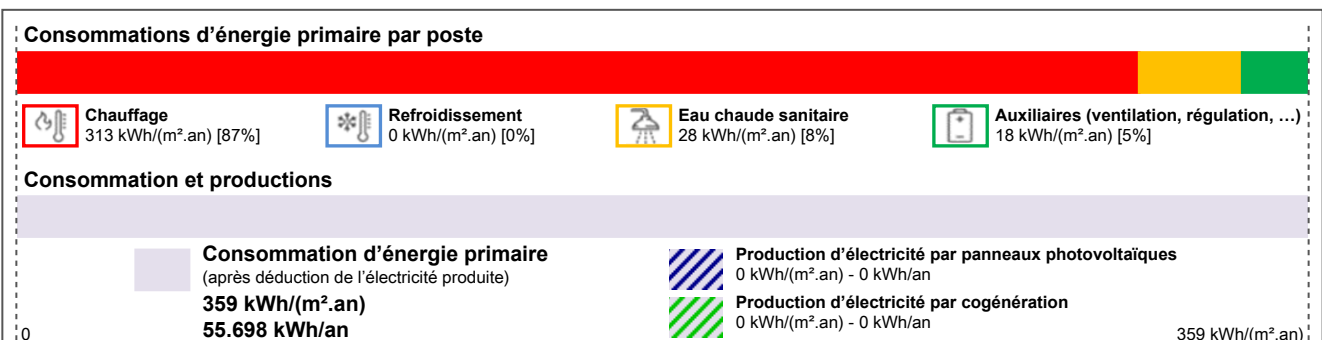 Consommations d’énergie primaire par poste
Chauffage
313 kWh/(m².an) [87%]
Refroidissement
0 kWh/(m².an) [0%]
Eau chaude sanitaire
28 kWh/(m².an) [8%]
Auxiliaires (ventilation, régulation, …)
18 kWh/(m².an) [5%]
Consommation et productions
Consommation d’énergie primaire
(après déduction de l’électricité produite)
359 kWh/(m².an)
55.698 kWh/an
Production d’électricité par panneaux photovoltaïques
0 kWh/(m².an) - 0 kWh/an
Production d’électricité par cogénération
0 kWh/(m².an) - 0 kWh/an
0
359 kWh/(m².an)